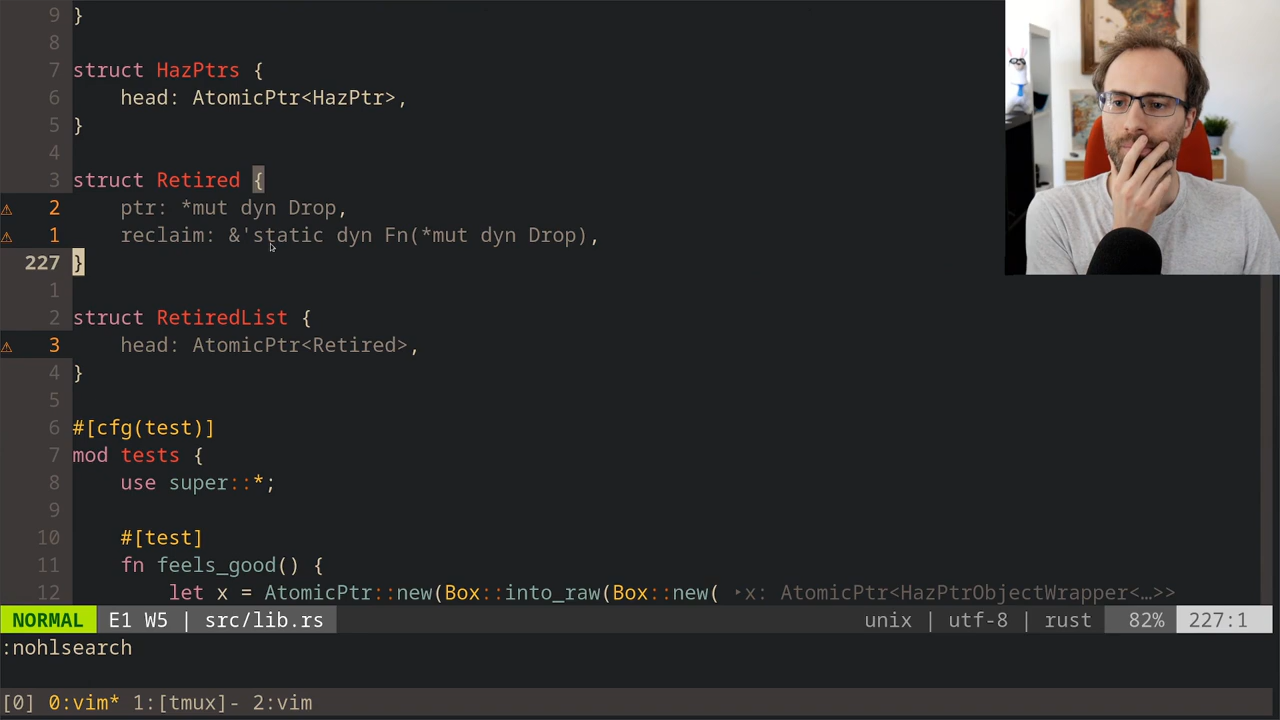 9 }
8
7 struct HazPtrs {
6     head: AtomicPtr<HazPtr>,
5 }
4
3 struct Retired {
⚠ 2     ptr: *mut dyn Drop,
⚠ 1     reclaim: &'static dyn Fn(*mut dyn Drop),
227 }
1
2 struct RetiredList {
⚠ 3     head: AtomicPtr<Retired>,
4 }
5
6 #[cfg(test)]
7 mod tests {
8     use super::*;
9
10     #[test]
11     fn feels_good() {
12         let x = AtomicPtr::new(Box::into_raw(Box::new( ‣x: AtomicPtr<HazPtrObjectWrapper<…>>
NORMAL E1 W5 | src/lib.rs unix | utf-8 | rust 82% 227:1
:nohlsearch
[0] 0:vim* 1:[tmux]- 2:vim